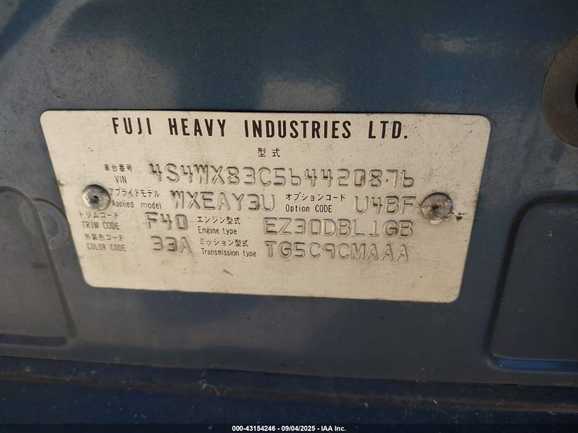 FUJI HEAVY INDUSTRIES LTD.
型式
車台番号
VIN 4S4WX83C564420876
アプライドモデル オプションコード
Applied model WXEAY3U Option CODE U4BF
トリムコード エンジン型式
TRIM CODE F40 Engine type EZ30DBL1GB
外装色コード ミッション型式
COLOR CODE 33A Transmission type TG5C9CMAAA
000-43154246 - 09/04/2025 - IAA Inc.